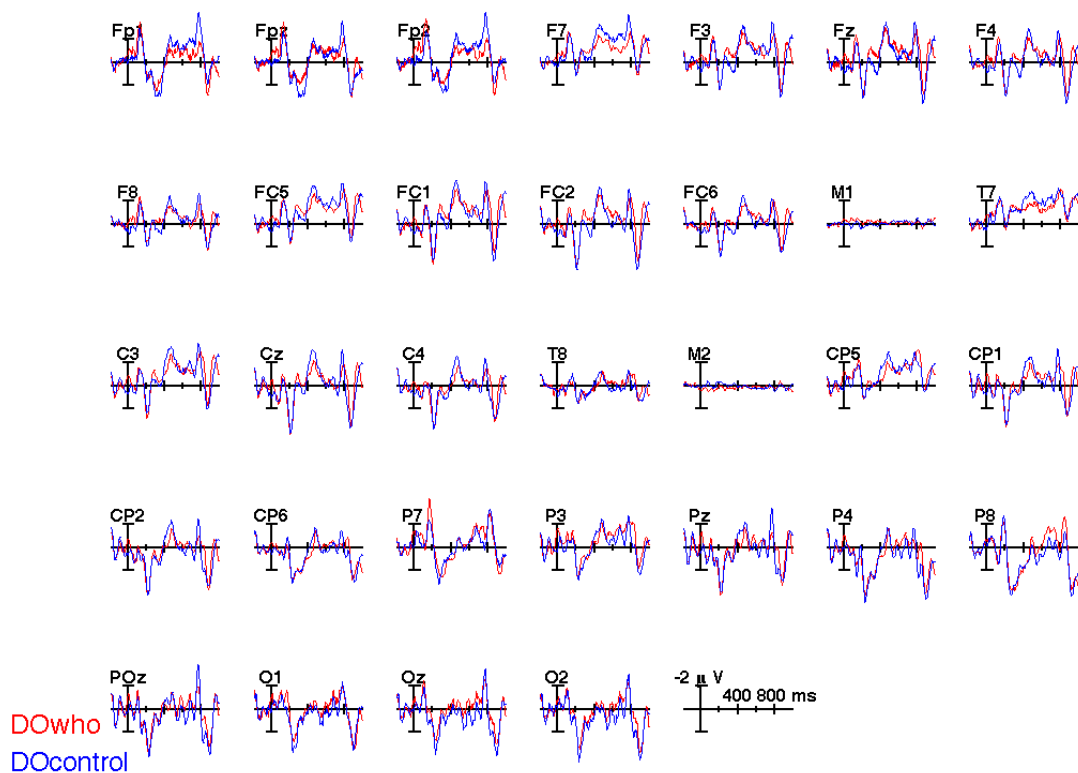 Fp1 Fpz Fp2 F7 F3 Fz F4
F8 FC5 FC1 FC2 FC6 M1 T7
C3 Cz C4 T8 M2 CP5 CP1
CP2 CP6 P7 P3 Pz P4 P8
POz O1 Oz O2 -2 µ V
400 800 ms
DOwho
DOcontrol